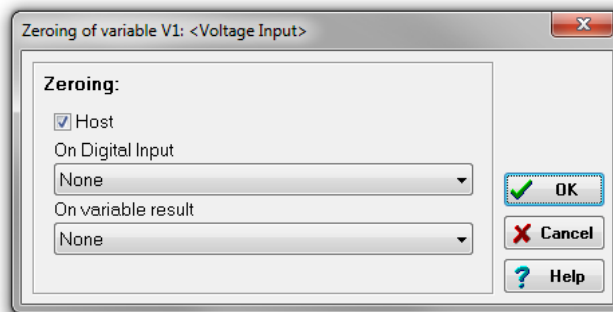 Zeroing of variable V1: <Voltage Input>
Zeroing:
Host
On Digital Input
None
On variable result
None
OK
Cancel
Help